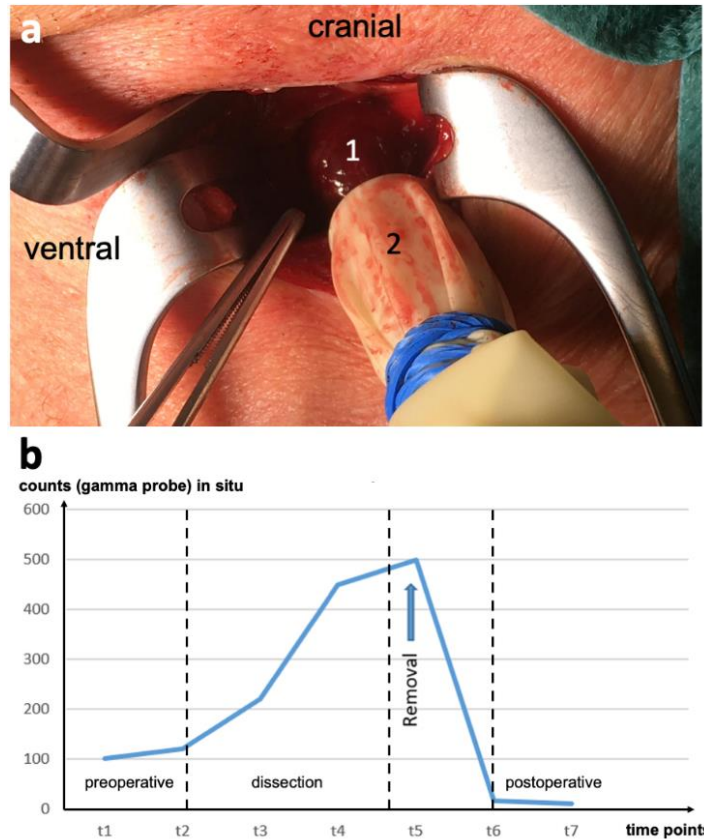 a
cranial
1
2
ventral
b
counts (gamma probe) in situ
600
500
400
300
200
100
0
Removal
preoperative dissection postoperative
t1 t2 t3 t4 t5 t6 t7 time points